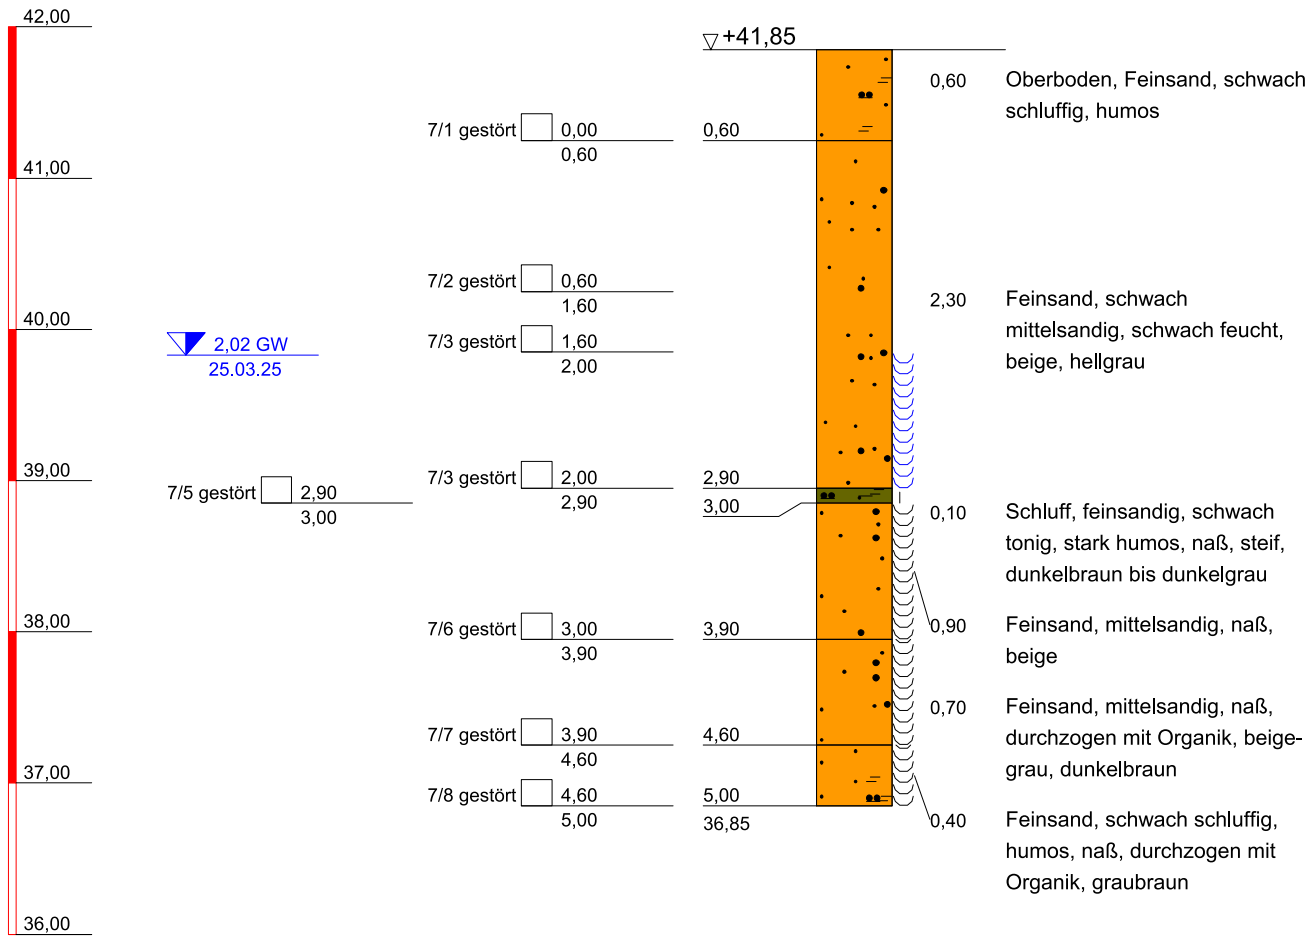 42,00
41,00
40,00
39,00
38,00
37,00
36,00
2,02 GW
25.03.25
7/5 gestört 2,90
3,00
7/1 gestört 0,00
0,60
7/2 gestört 0,60
1,60
7/3 gestört 1,60
2,00
7/3 gestört 2,00
2,90
7/6 gestört 3,00
3,90
7/7 gestört 3,90
4,60
7/8 gestört 4,60
5,00
+41,85
0,60
2,90
3,00
3,90
4,60
5,00
36,85
0,60 Oberboden, Feinsand, schwach
schluffig, humos
2,30 Feinsand, schwach
mittelsandig, schwach feucht,
beige, hellgrau
0,10 Schluff, feinsandig, schwach
tonig, stark humos, naß, steif,
dunkelbraun bis dunkelgrau
0,90 Feinsand, mittelsandig, naß,
beige
0,70 Feinsand, mittelsandig, naß,
durchzogen mit Organik, beige-
grau, dunkelbraun
0,40 Feinsand, schwach schluffig,
humos, naß, durchzogen mit
Organik, graubraun